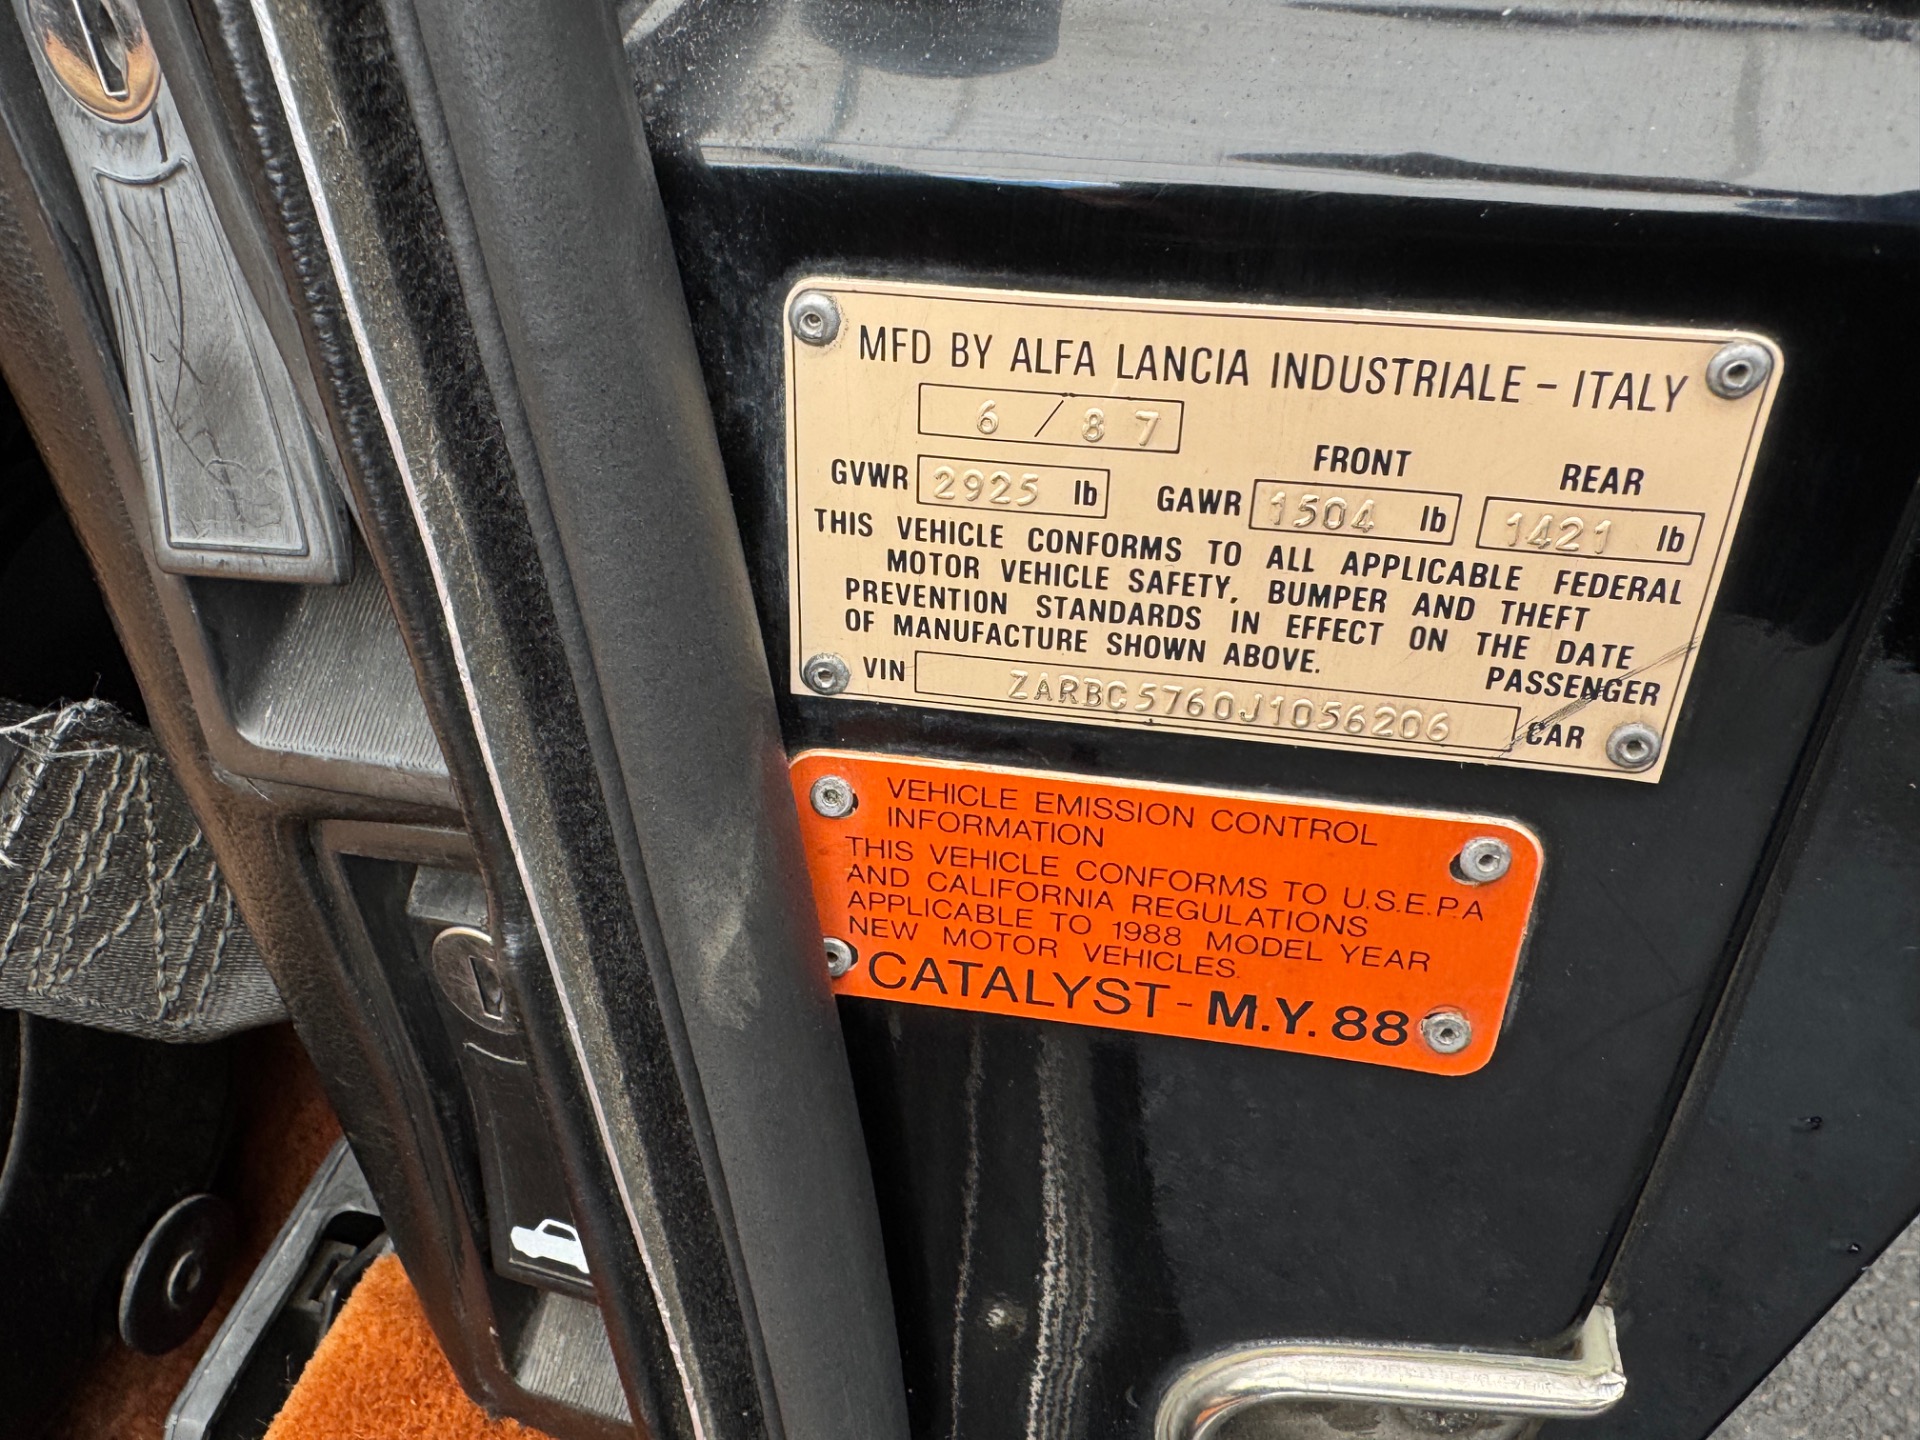 MFD BY ALFA LANCIA INDUSTRIALE - ITALY
6 / 87
FRONT REAR
GVWR 2925 lb GAWR 1504 lb 1421 lb
THIS VEHICLE CONFORMS TO ALL APPLICABLE FEDERAL
MOTOR VEHICLE SAFETY, BUMPER AND THEFT
PREVENTION STANDARDS IN EFFECT ON THE DATE
OF MANUFACTURE SHOWN ABOVE.
PASSENGER
VIN ZARBC5760J1056206 CAR
VEHICLE EMISSION CONTROL
INFORMATION
THIS VEHICLE CONFORMS TO U.S.E.P.A
AND CALIFORNIA REGULATIONS
APPLICABLE TO 1988 MODEL YEAR
NEW MOTOR VEHICLES.
CATALYST - M.Y. 88